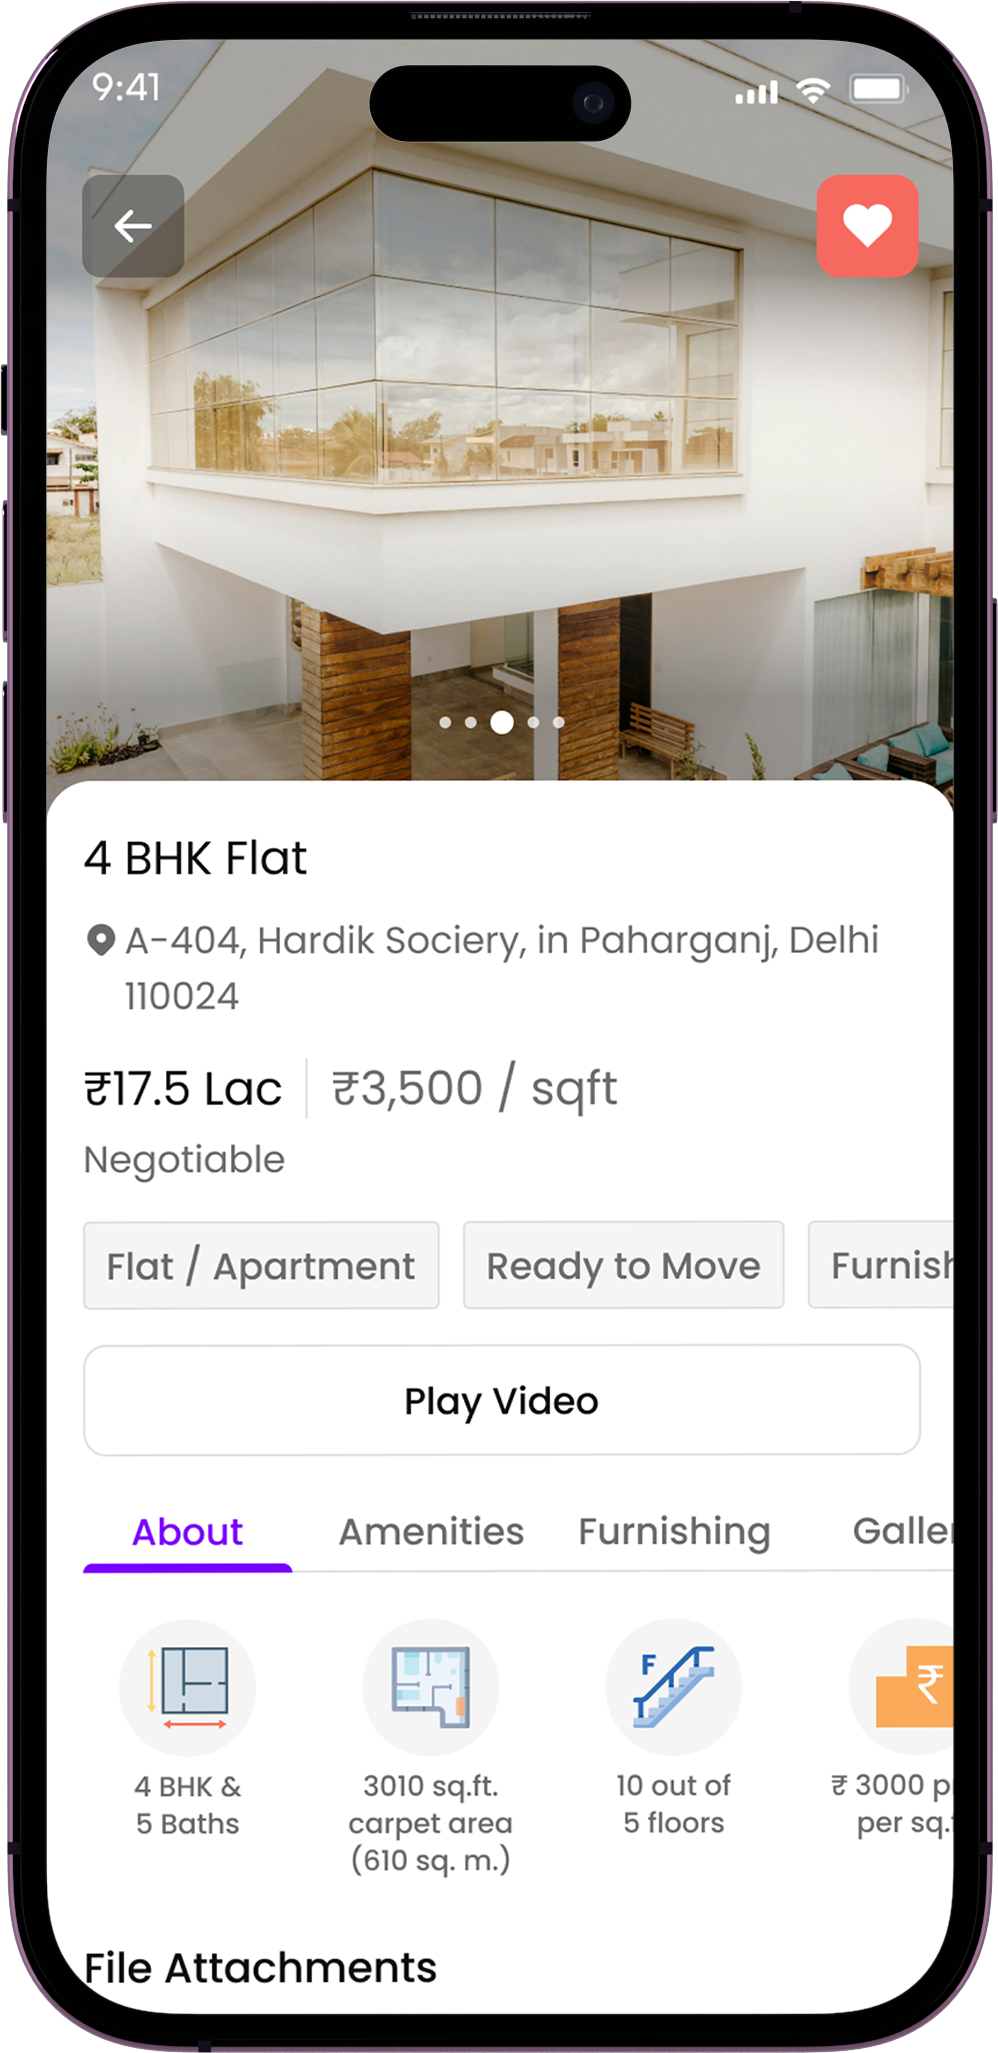 9:41
4 BHK Flat
A-404, Hardik Sociery, in Paharganj, Delhi
110024
₹17.5 Lac
₹3,500 / sqft
Negotiable
Flat / Apartment
Ready to Move
Furnish
Play Video
About
Amenities
Furnishing
Galler
4 BHK &
5 Baths
3010 sq.ft.
carpet area
(610 sq. m.)
F
10 out of
5 floors
₹
₹ 3000 p
per sq.
File Attachments